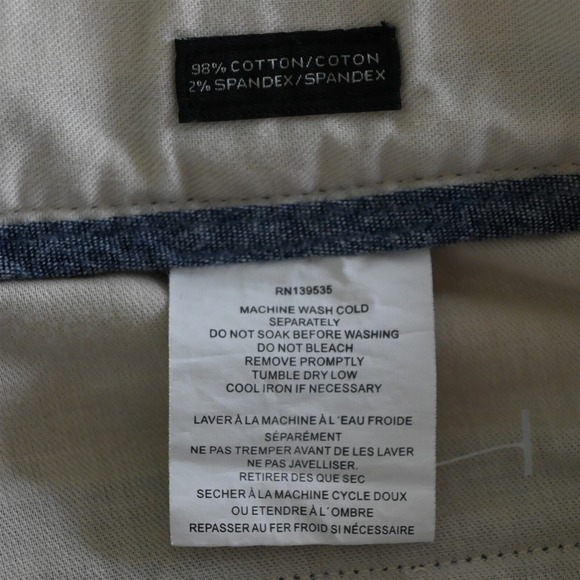 98% COTTON/COTON
2% SPANDEX/SPANDEX
RN139535
MACHINE WASH COLD
SEPARATELY
DO NOT SOAK BEFORE WASHING
DO NOT BLEACH
REMOVE PROMPTLY
TUMBLE DRY LOW
COOL IRON IF NECESSARY
LAVER À LA MACHINE À L'EAU FROIDE
SÉPARÉMENT
NE PAS TREMPER AVANT DE LES LAVER
NE PAS JAVELLISER.
RETIRER DES QUE SEC
SECHER À LA MACHINE CYCLE DOUX
OU ETENDRE À L'OMBRE
REPASSER AU FER FROID SI NÉCESSAIRE